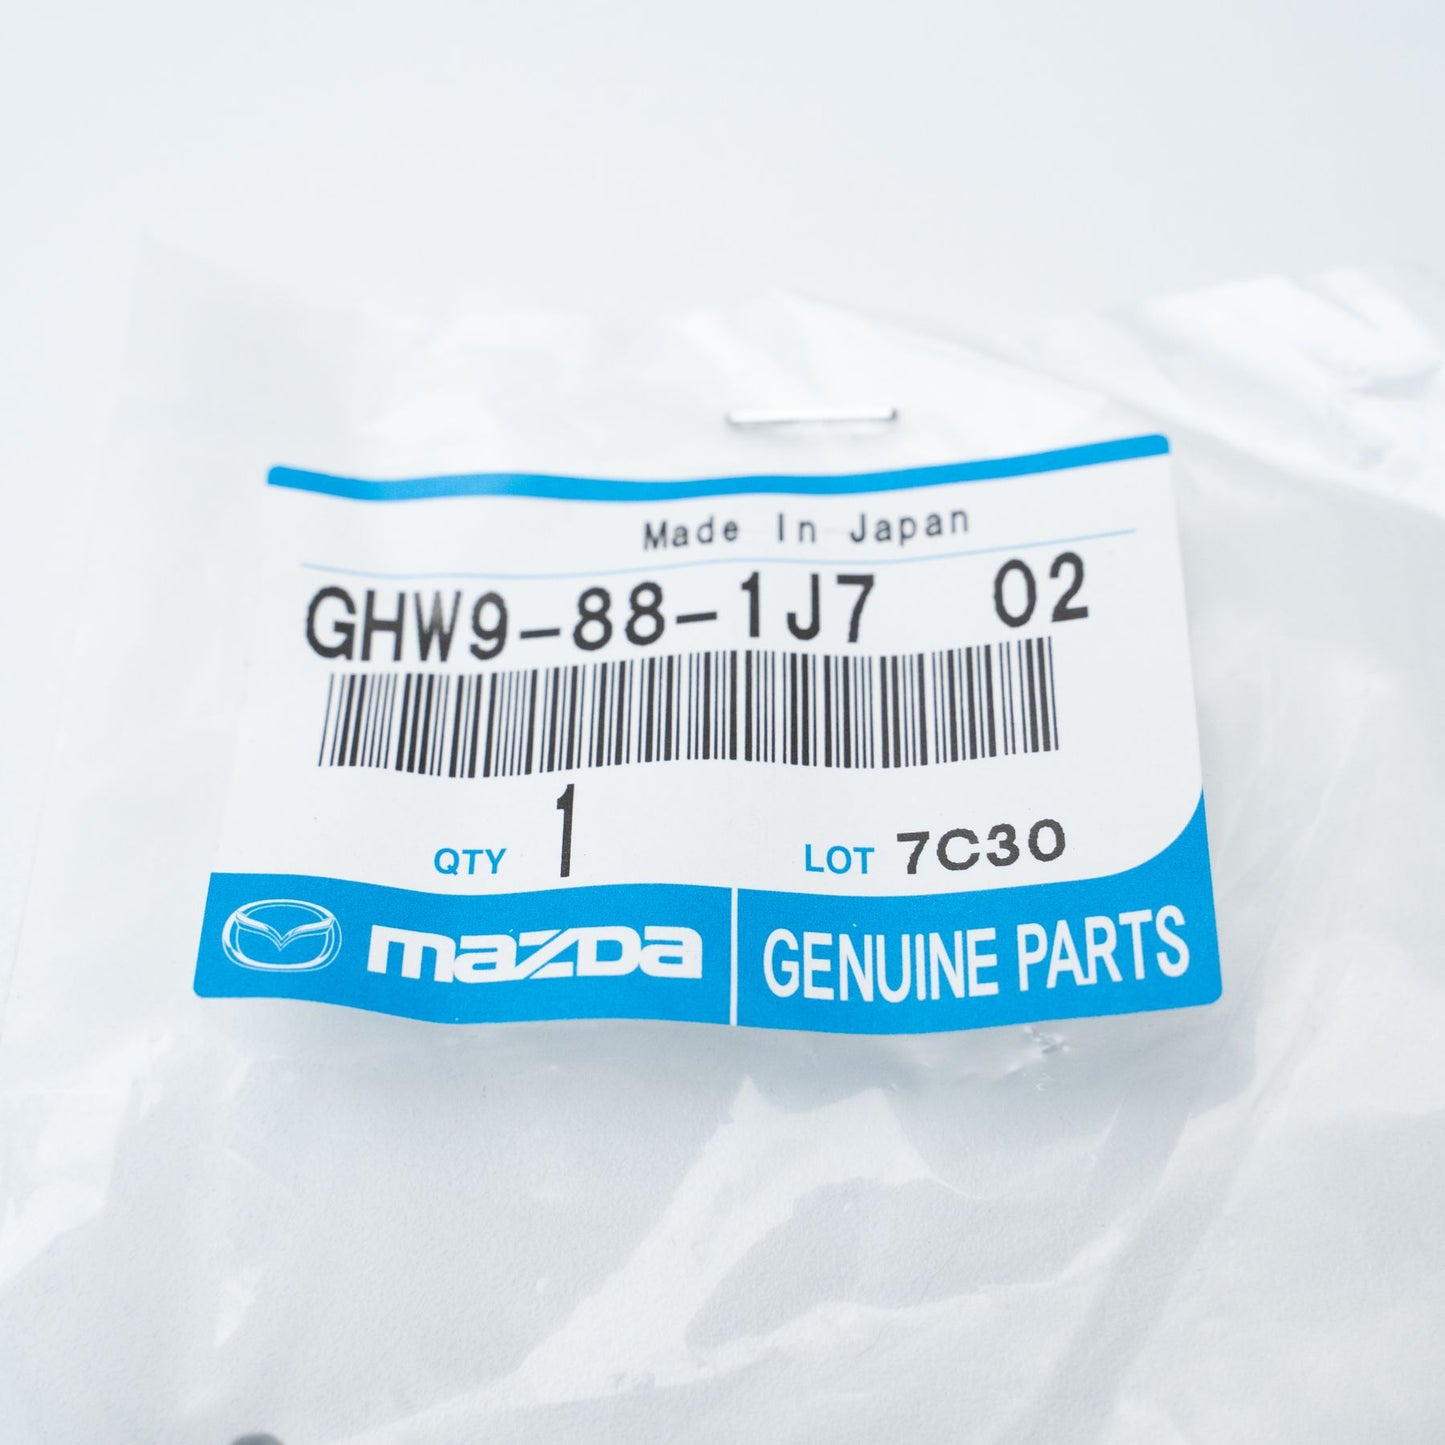 Made In Japan
GHW9-88-1J7 02
QTY 1 LOT 7C30
mazda GENUINE PARTS